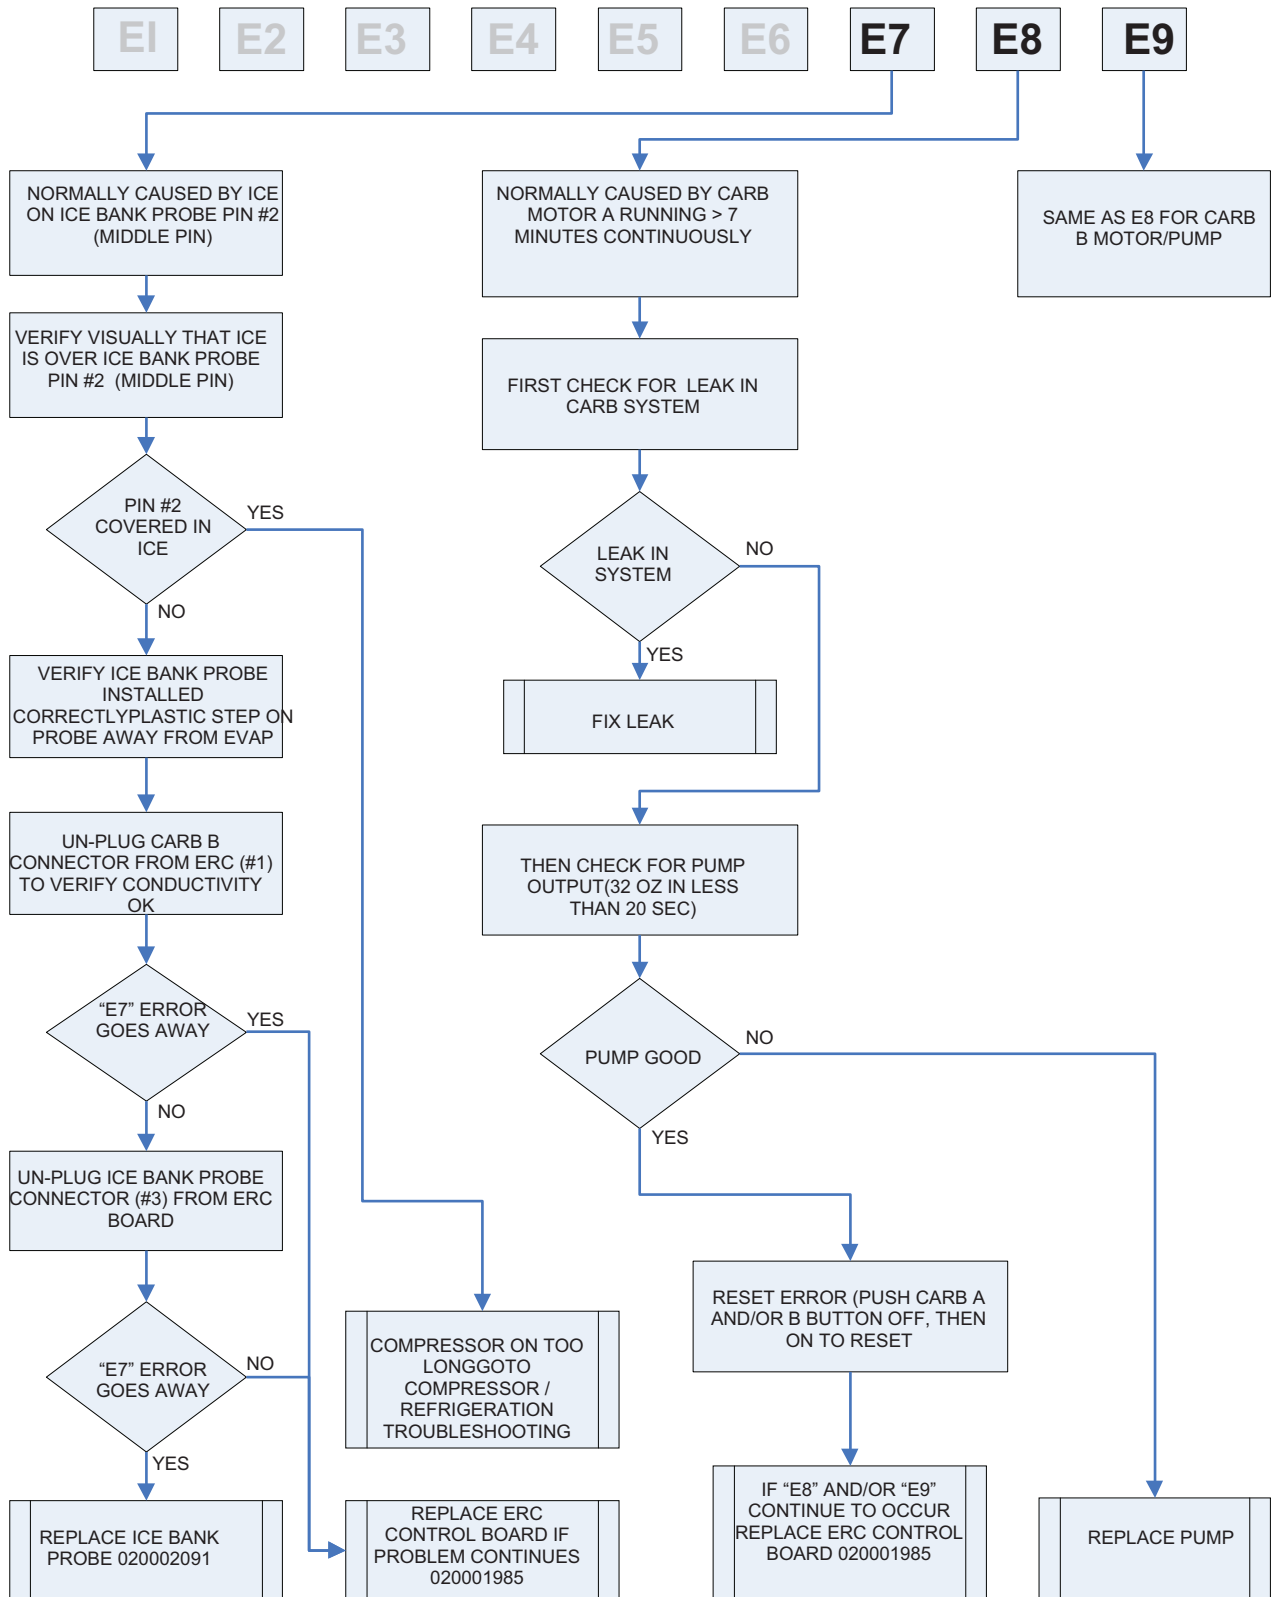 E1 E2 E3 E4 E5 E6 E7 E8 E9
NORMALLY CAUSED BY ICE
ON ICE BANK PROBE PIN #2
(MIDDLE PIN)
VERIFY VISUALLY THAT ICE
IS OVER ICE BANK PROBE
PIN #2 (MIDDLE PIN)
PIN #2
COVERED IN
ICE
YES
NO
VERIFY ICE BANK PROBE
INSTALLED
CORRECTLYPLASTIC STEP ON
PROBE AWAY FROM EVAP
UN-PLUG CARB B
CONNECTOR FROM ERC (#1)
TO VERIFY CONDUCTIVITY
OK
“E7” ERROR
GOES AWAY
YES
NO
UN-PLUG ICE BANK PROBE
CONNECTOR (#3) FROM ERC
BOARD
“E7” ERROR
GOES AWAY
NO
YES
REPLACE ICE BANK
PROBE 020002091
COMPRESSOR ON TOO
LONGGOTO
COMPRESSOR /
REFRIGERATION
TROUBLESHOOTING
REPLACE ERC
CONTROL BOARD IF
PROBLEM CONTINUES
020001985
NORMALLY CAUSED BY CARB
MOTOR A RUNNING > 7
MINUTES CONTINUOUSLY
FIRST CHECK FOR LEAK IN
CARB SYSTEM
LEAK IN
SYSTEM
NO
YES
FIX LEAK
THEN CHECK FOR PUMP
OUTPUT(32 OZ IN LESS
THAN 20 SEC)
PUMP GOOD
NO
YES
RESET ERROR (PUSH CARB A
AND/OR B BUTTON OFF, THEN
ON TO RESET
IF “E8” AND/OR “E9”
CONTINUE TO OCCUR
REPLACE ERC CONTROL
BOARD 020001985
REPLACE PUMP
SAME AS E8 FOR CARB
B MOTOR/PUMP